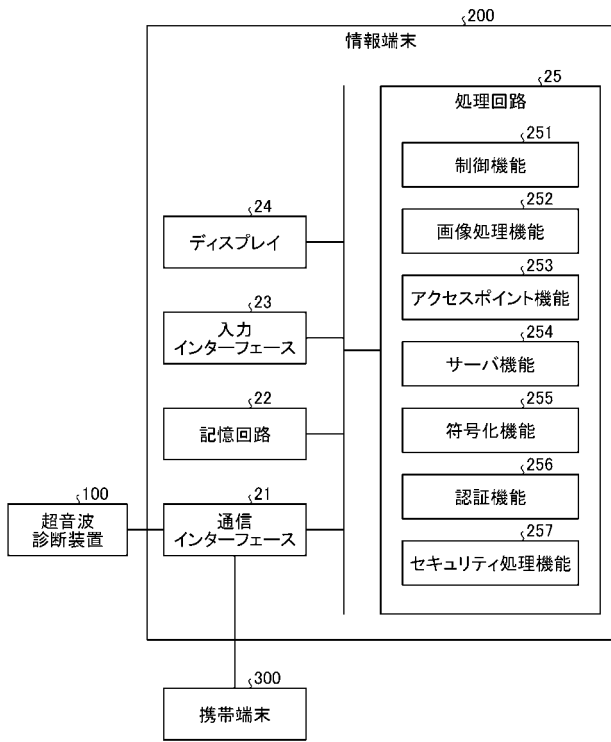 200
情報端末
25
処理回路
251
制御機能
252
画像処理機能
253
アクセスポイント機能
254
サーバ機能
255
符号化機能
256
認証機能
257
セキュリティ処理機能
24
ディスプレイ
23
入力
インターフェース
22
記憶回路
21
通信
インターフェース
100
超音波
診断装置
300
携帯端末